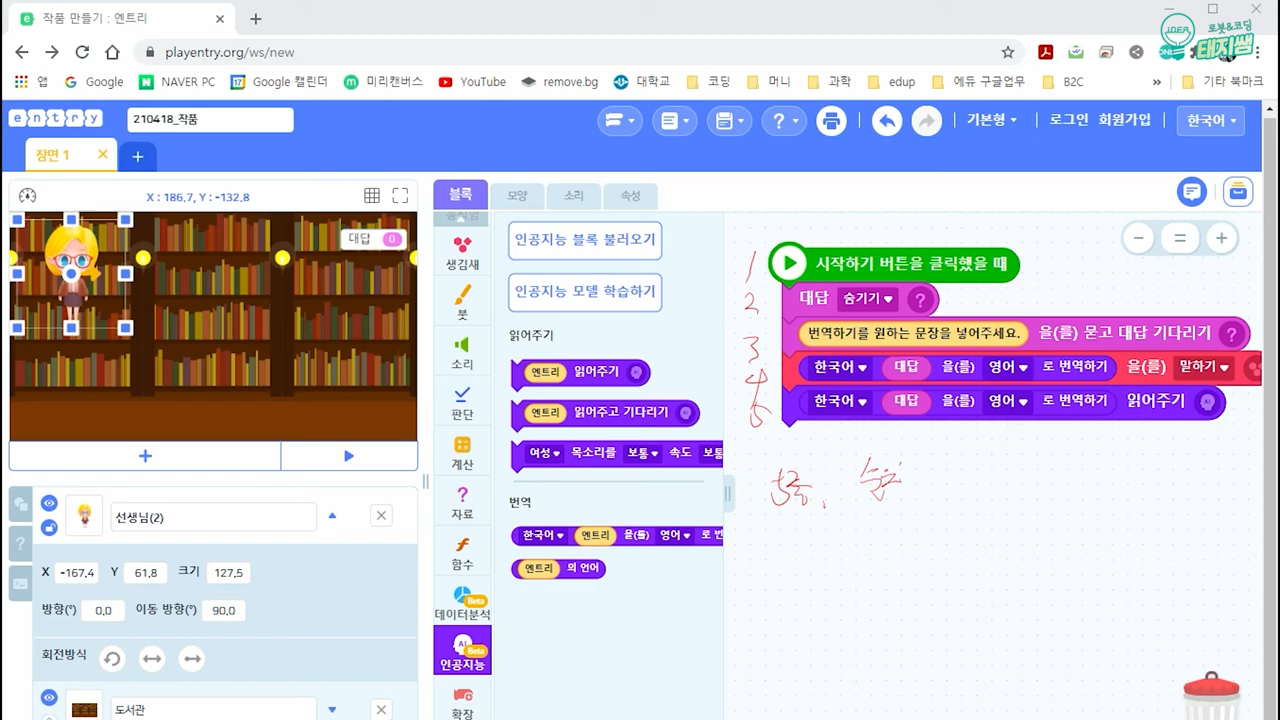 작품 만들기 : 엔트리
로봇&코딩
태지쌤
playentry.org/ws/new
앱 Google NAVER PC Google 캘린더 미리캔버스 YouTube remove.bg 대학교 코딩 머니 과학 edup 에듀 구글업무 B2C » 기타 북마크
entry 210418_작품 기본형 로그인 회원가입 한국어
장면 1
X : 186.7, Y : -132.8
블록 모양 소리 속성
대답 0
생김새
붓
소리
판단
계산
자료
함수
데이터분석 Beta
AI Beta
인공지능
확장
인공지능 블록 불러오기
인공지능 모델 학습하기
읽어주기
엔트리 읽어주기
엔트리 읽어주고 기다리기
여성 목소리를 보통 속도 보통
번역
한국어 엔트리 을(를) 영어 로 번
엔트리 의 언어
1 시작하기 버튼을 클릭했을 때
2 대답 숨기기 ?
3 번역하기를 원하는 문장을 넣어주세요. 을(를) 묻고 대답 기다리기 ?
4 한국어 대답 을(를) 영어 로 번역하기 을(를) 말하기
5 한국어 대답 을(를) 영어 로 번역하기 읽어주기 AI
선생님(2)
X -167.4 Y 61.8 크기 127.5
방향(°) 0.0 이동 방향(°) 90.0
회전방식
도서관